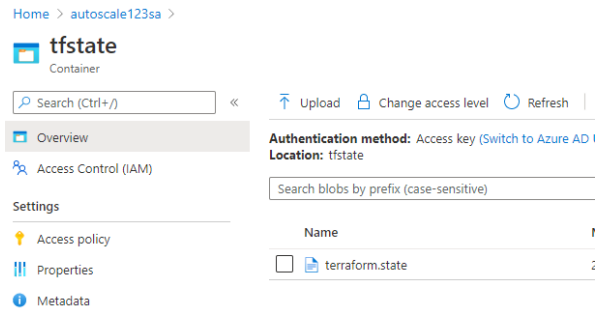 Home > autoscale123sa >
tfstate
Container
Search (Ctrl+/) «
Upload Change access level Refresh
Overview
Access Control (IAM)
Settings
Access policy
Properties
Metadata
Authentication method: Access key (Switch to Azure AD
Location: tfstate
Search blobs by prefix (case-sensitive)
Name
terraform.state